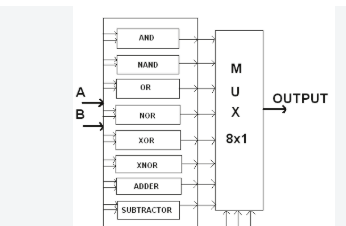 AND
NAND
OR
NOR
XOR
XNOR
ADDER
SUBTRACTOR
A
B
M
U
X
8x1
OUTPUT